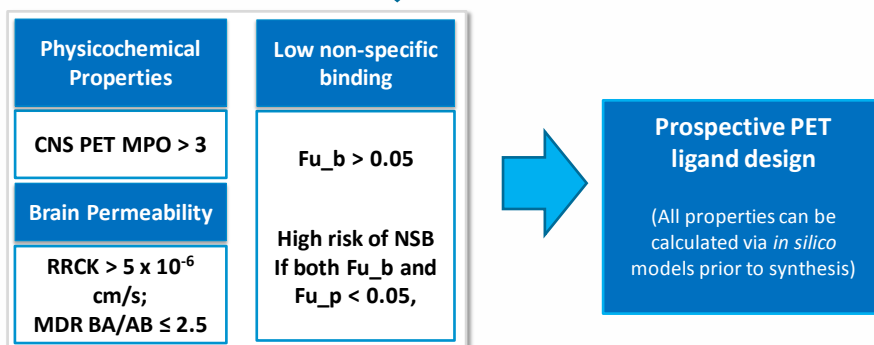 Physicochemical
Properties
CNS PET MPO > 3
Brain Permeability
RRCK > 5 x 10⁻⁶
cm/s;
MDR BA/AB ≤ 2.5
Low non-specific
binding
Fu_b > 0.05
High risk of NSB
If both Fu_b and
Fu_p < 0.05,
Prospective PET
ligand design
(All properties can be
calculated via in silico
models prior to synthesis)